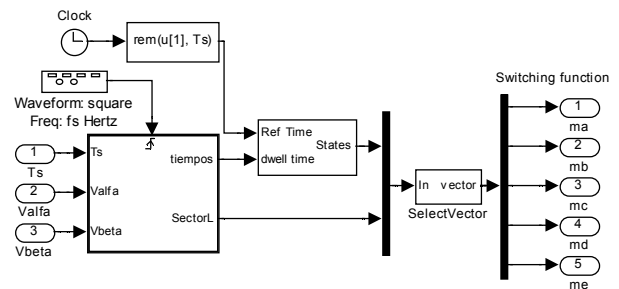 Clock
rem(u[1], Ts)
Waveform: square
Freq: fs Hertz
1
Ts
2
Valfa
3
Vbeta
Ts
Valfa
Vbeta
tiempos
SectorL
Ref Time
States
dwell time
In vector
SelectVector
Switching function
1
ma
2
mb
3
mc
4
md
5
me